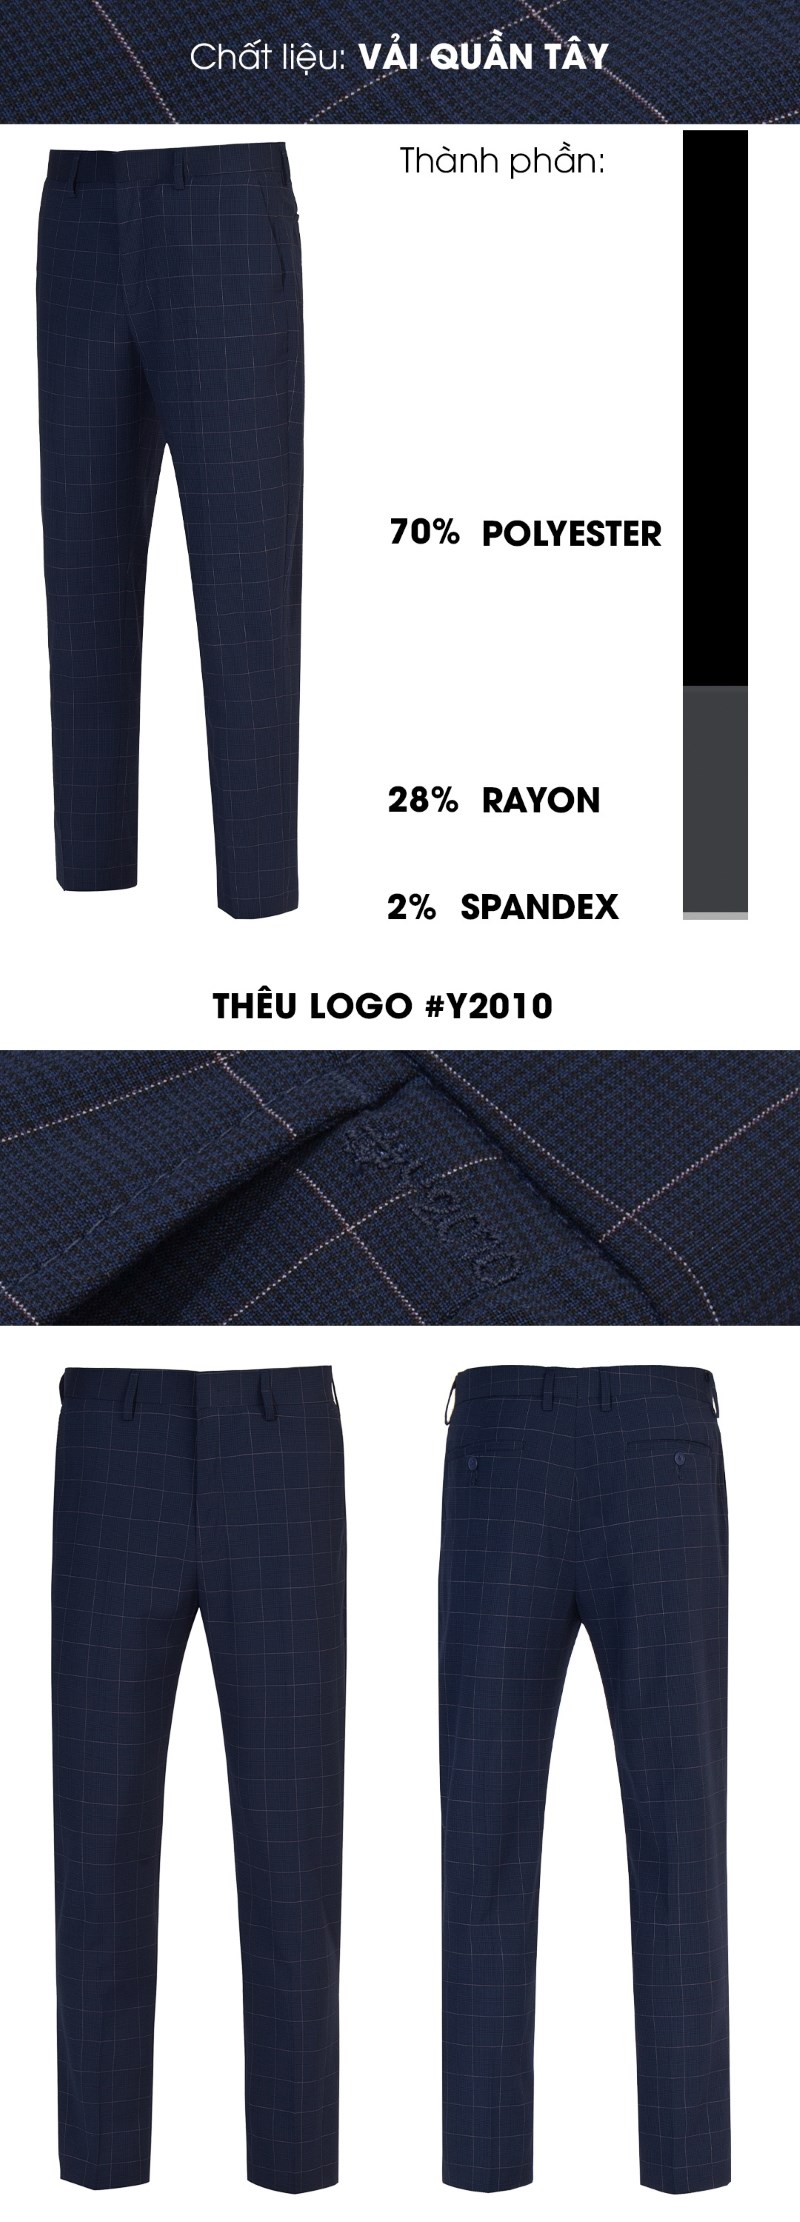 Chất liệu: VẢI QUẦN TÂY
Thành phần:
70% POLYESTER
28% RAYON
2% SPANDEX
THÊU LOGO #Y2010